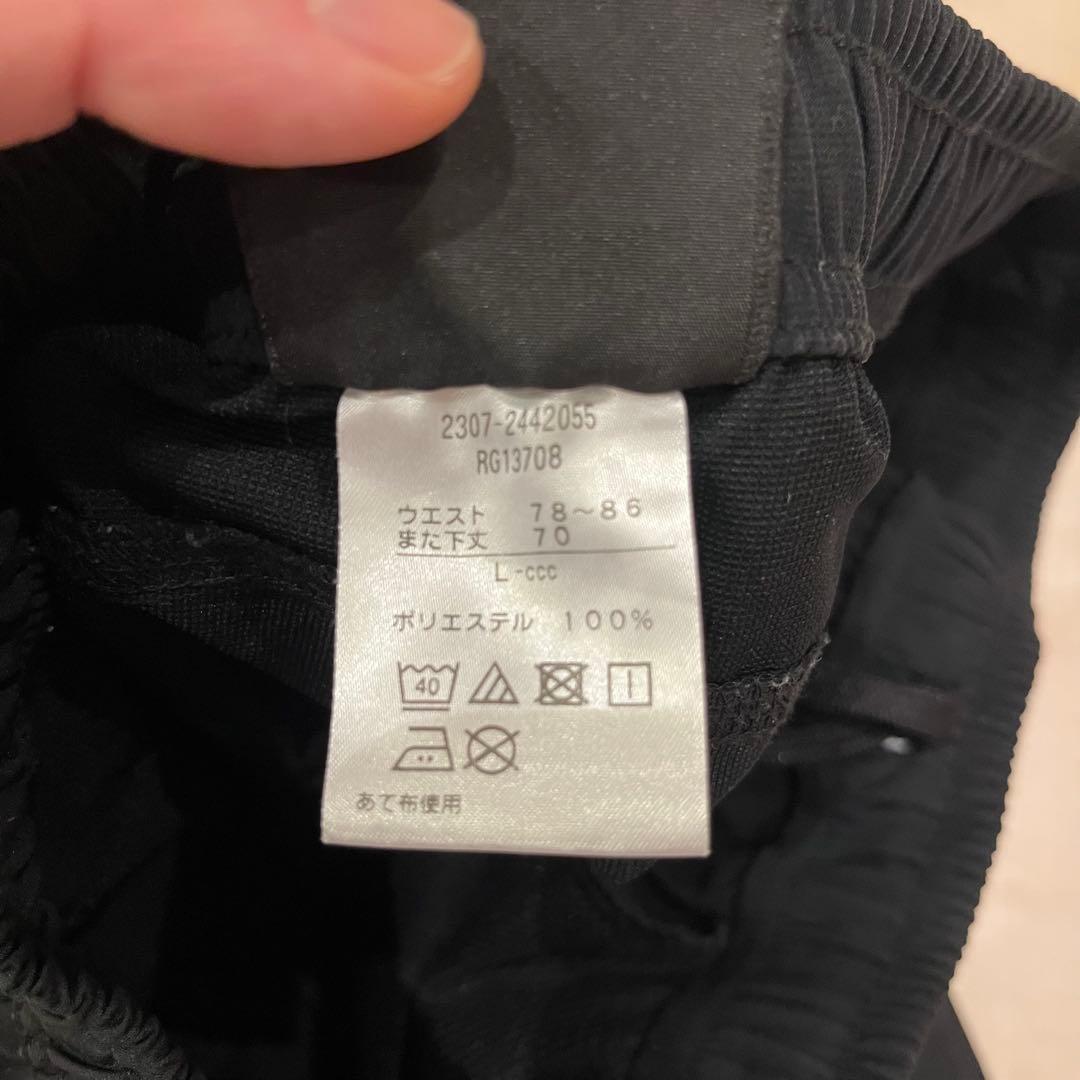 2307-2442055
RG13708
ウエスト 78～86
また下丈 70
L-ccc
ポリエステル 100%
40
あて布使用